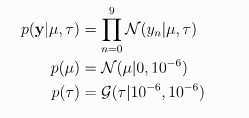 p(𝐲|μ, τ) = ∏_{n=0}^{9} 𝒩(y_n|μ, τ)
p(μ) = 𝒩(μ|0, 10^{−6})
p(τ) = 𝒢(τ|10^{−6}, 10^{−6})